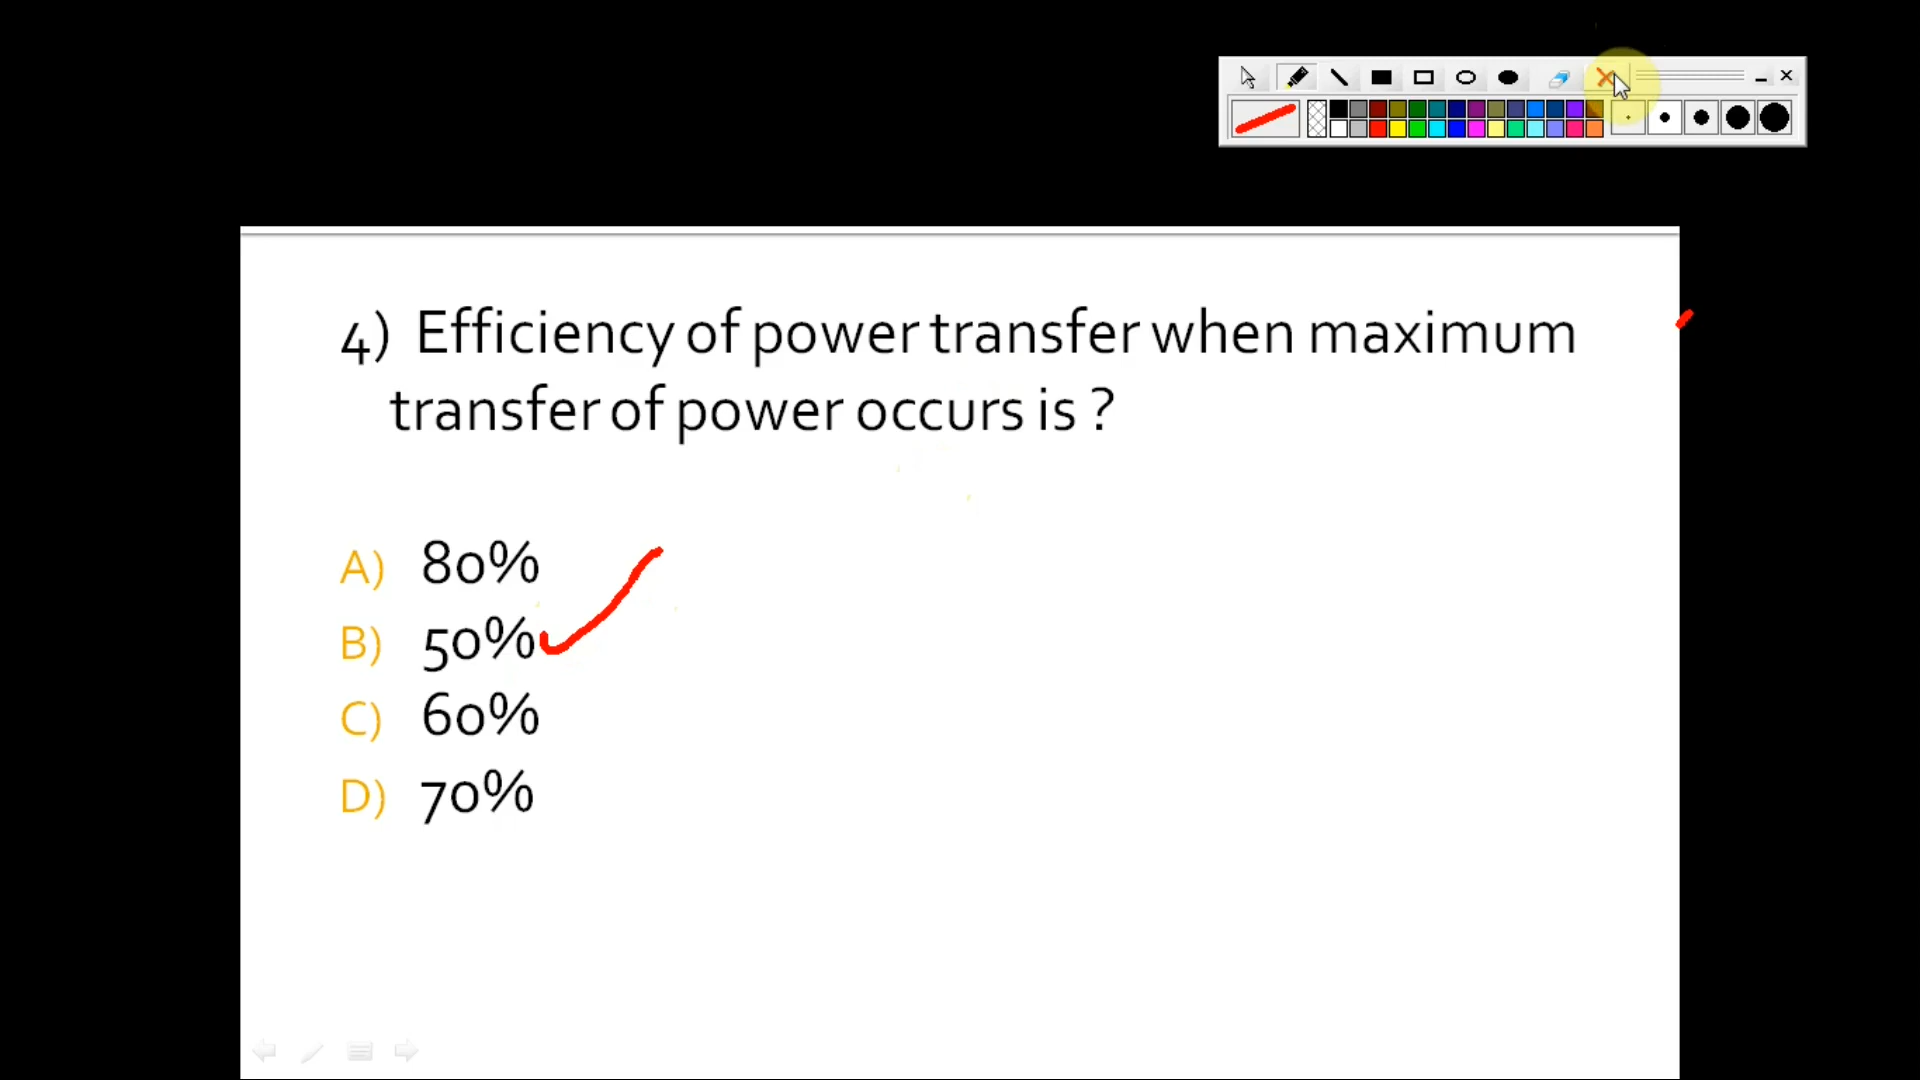 4) Efficiency of power transfer when maximum
transfer of power occurs is ?
A) 80%
B) 50%
C) 60%
D) 70%